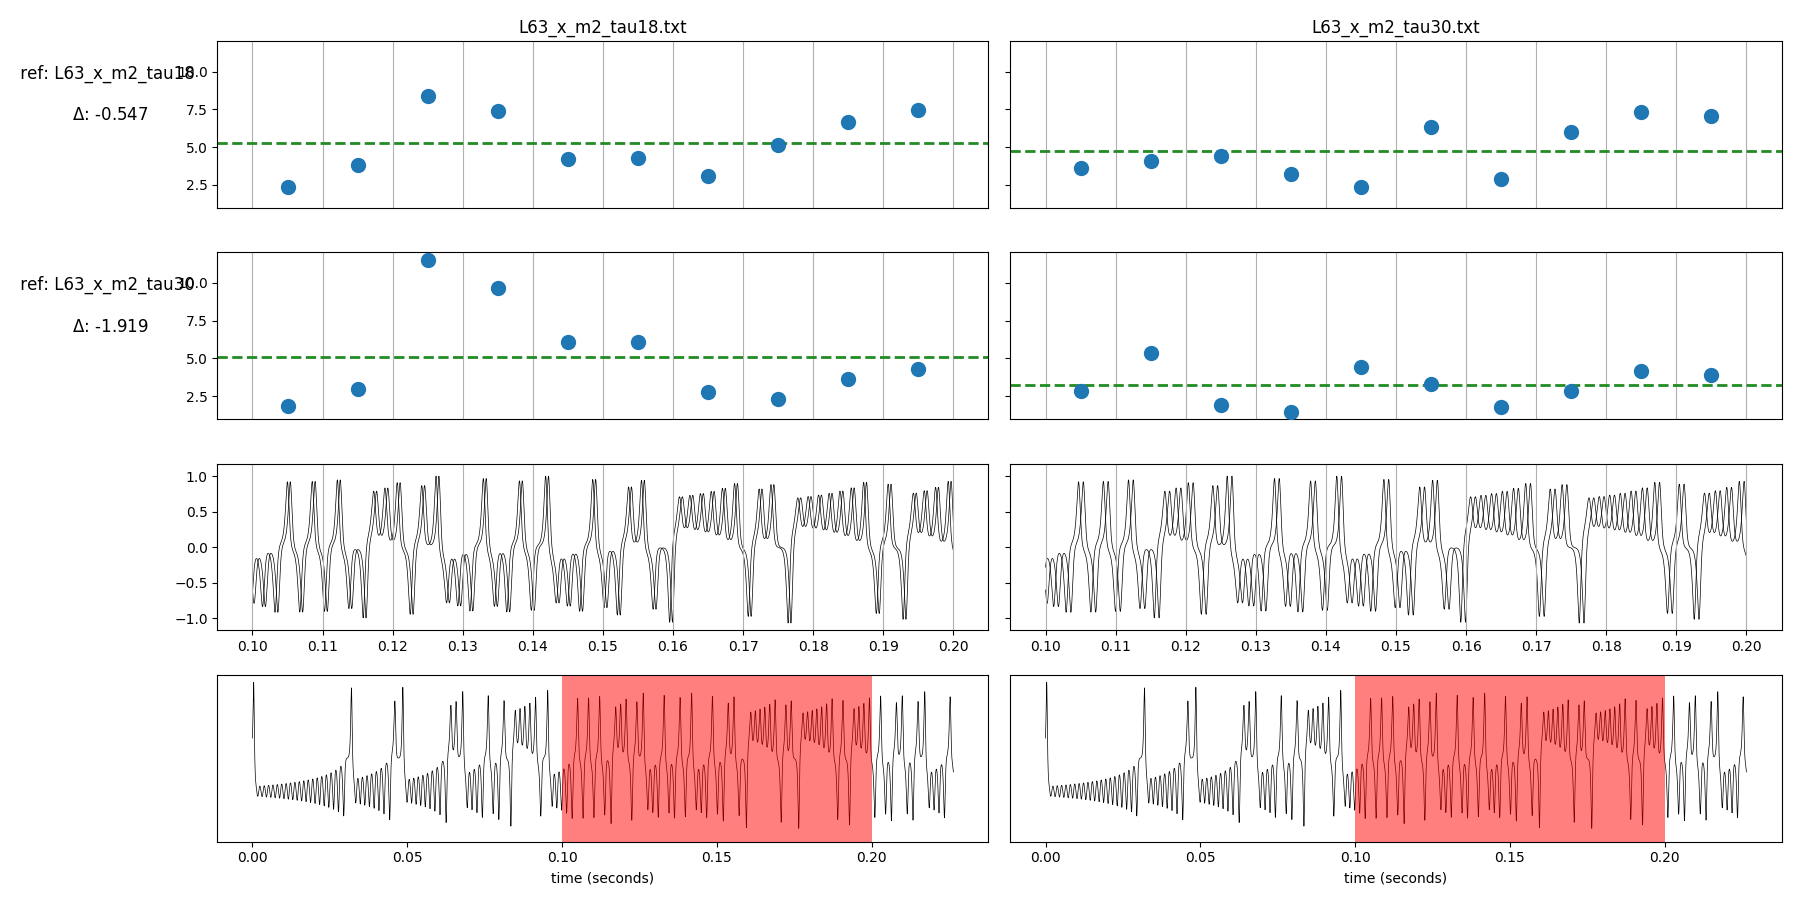 L63_x_m2_tau18.txt
L63_x_m2_tau30.txt
ref: L63_x_m2_tau18
Δ: -0.547
10.0
7.5
5.0
2.5
ref: L63_x_m2_tau30
Δ: -1.919
10.0
7.5
5.0
2.5
1.0
0.5
0.0
−0.5
−1.0
0.10 0.11 0.12 0.13 0.14 0.15 0.16 0.17 0.18 0.19 0.20
0.10 0.11 0.12 0.13 0.14 0.15 0.16 0.17 0.18 0.19 0.20
0.00 0.05 0.10 0.15 0.20
time (seconds)
0.00 0.05 0.10 0.15 0.20
time (seconds)